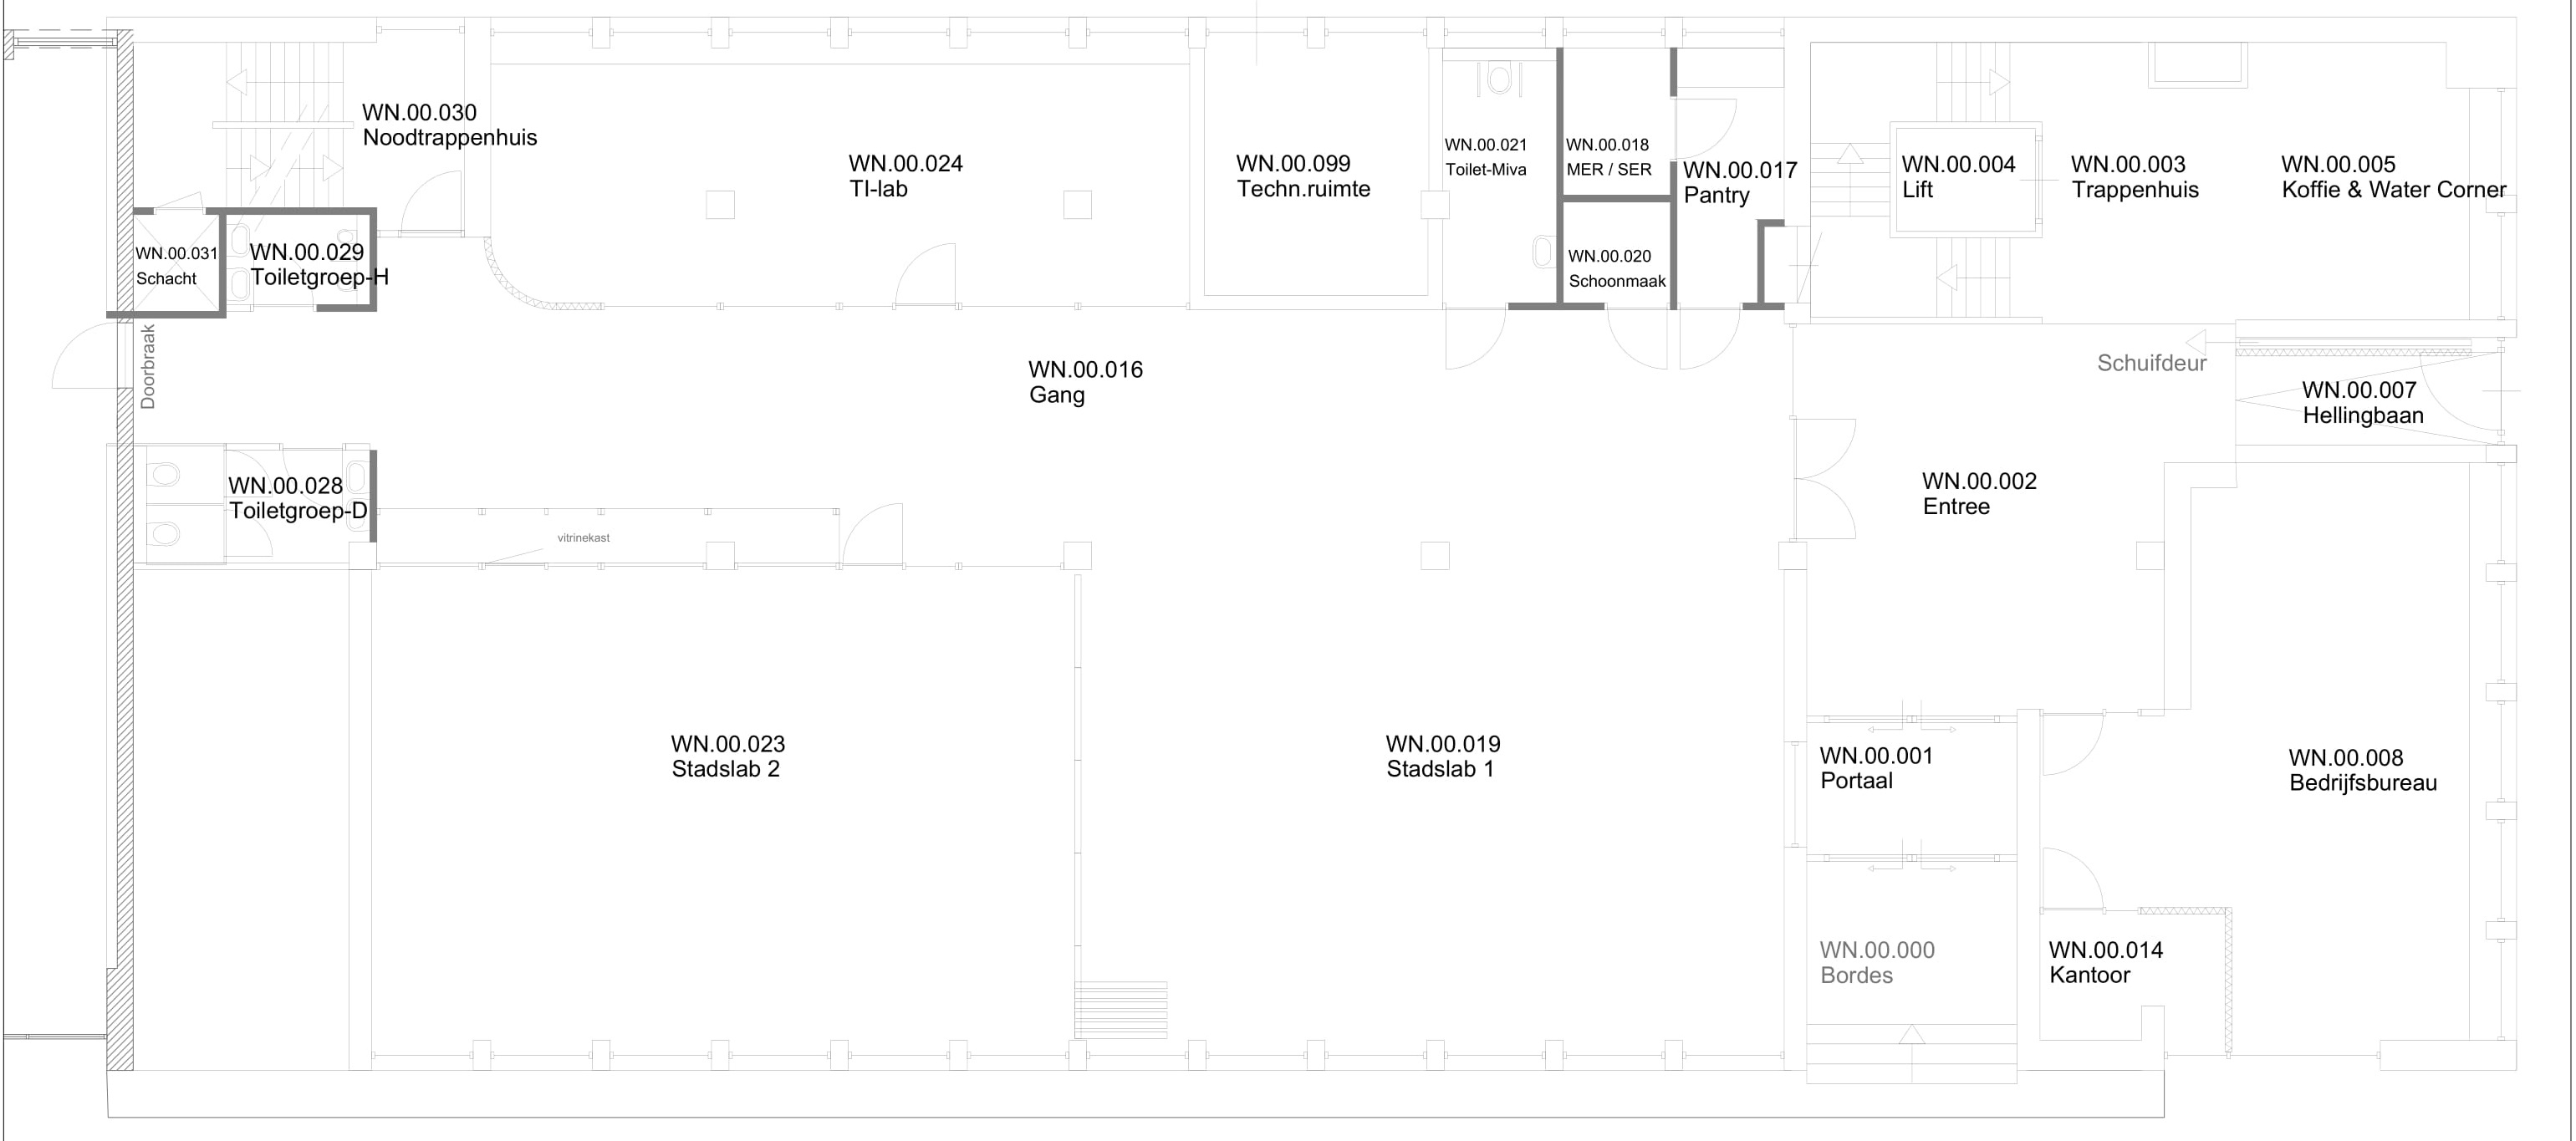 WN.00.030
Noodtrappenhuis
WN.00.024
TI-lab
WN.00.099
Techn.ruimte
WN.00.021
Toilet-Miva
WN.00.018
MER / SER
WN.00.017
Pantry
WN.00.004
Lift
WN.00.003
Trappenhuis
WN.00.005
Koffie & Water Corner
WN.00.031
Schacht
WN.00.029
Toiletgroep-H
WN.00.020
Schoonmaak
Doorbraak
WN.00.016
Gang
Schuifdeur
WN.00.007
Hellingbaan
WN.00.028
Toiletgroep-D
vitrinekast
WN.00.002
Entree
WN.00.023
Stadslab 2
WN.00.019
Stadslab 1
WN.00.001
Portaal
WN.00.008
Bedrijfsbureau
WN.00.000
Bordes
WN.00.014
Kantoor